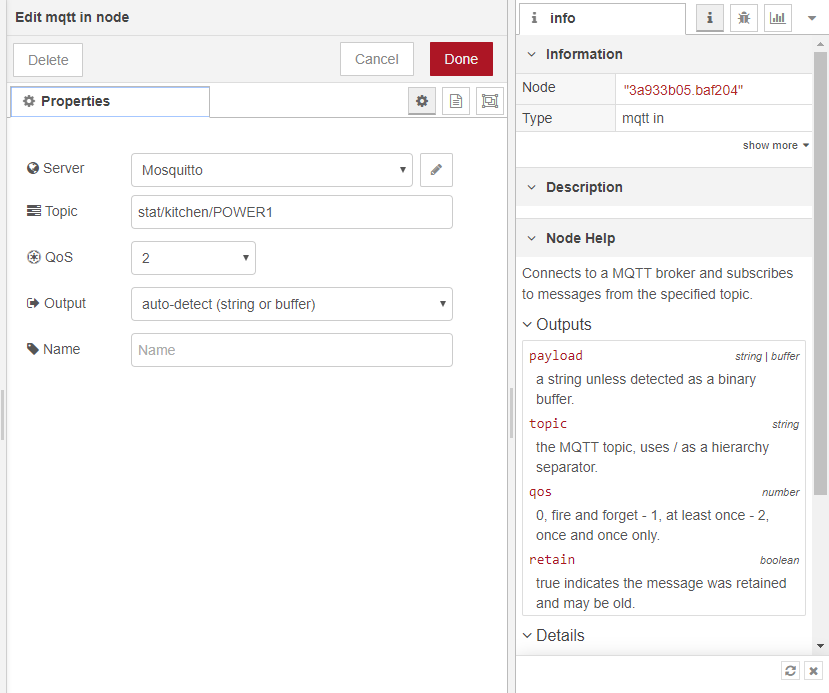 Edit mqtt in node
Delete
Cancel
Done
Properties
Server
Mosquitto
Topic
stat/kitchen/POWER1
QoS
2
Output
auto-detect (string or buffer)
Name
Name
info
Information
Node
"3a933b05.baf204"
Type
mqtt in
show more
Description
Node Help
Connects to a MQTT broker and subscribes
to messages from the specified topic.
Outputs
payload
string | buffer
a string unless detected as a binary
buffer.
topic
string
the MQTT topic, uses / as a hierarchy
separator.
qos
number
0, fire and forget - 1, at least once - 2,
once and once only.
retain
boolean
true indicates the message was retained
and may be old.
Details